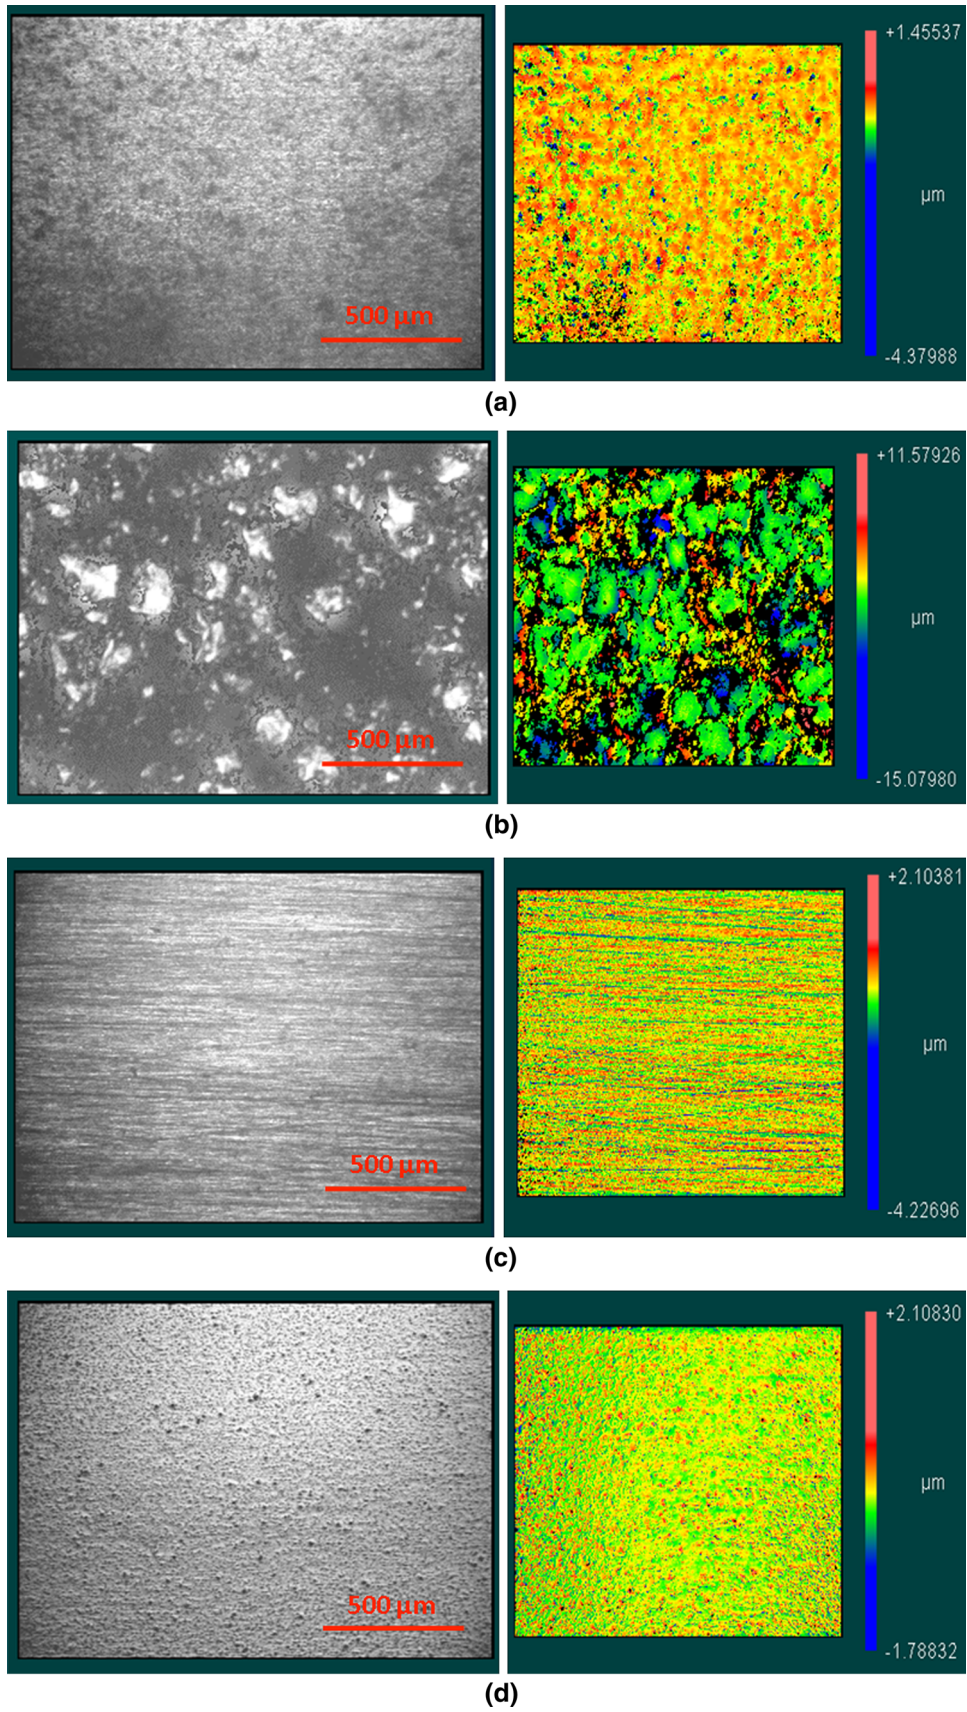 +1.45537
µm
500 µm
-4.37988
(a)
+11.57926
µm
500 µm
-15.07980
(b)
+2.10381
µm
500 µm
-4.22696
(c)
+2.10830
µm
500 µm
-1.78832
(d)